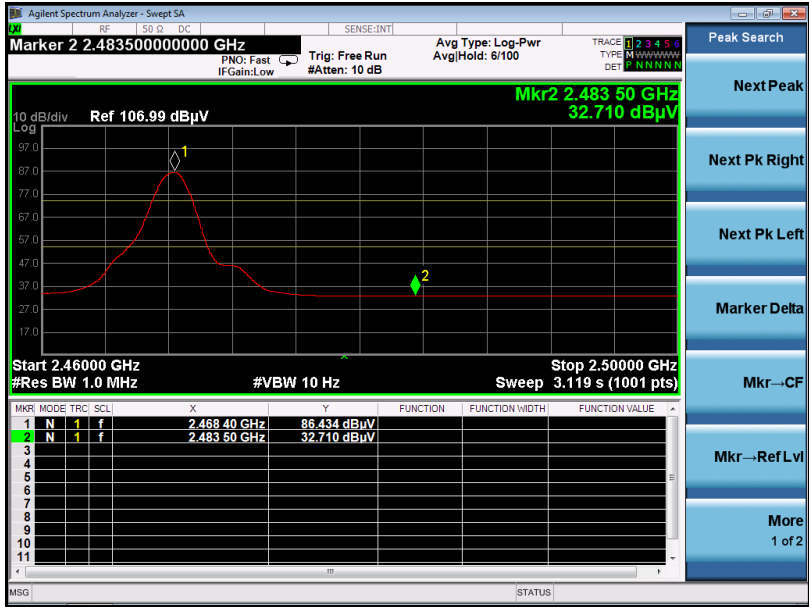 Agilent Spectrum Analyzer - Swept SA
LXI RF 50 Ω DC SENSE:INT
Marker 2 2.483500000000 GHz
PNO: Fast
IFGain:Low
Trig: Free Run
#Atten: 10 dB
Avg Type: Log-Pwr
Avg|Hold: 6/100
TRACE 1 2 3 4 5 6
TYPE M WWWWW
DET P N N N N N
Mkr2 2.483 50 GHz
32.710 dBµV
10 dB/div Ref 106.99 dBµV
Log
97.0
87.0
77.0
67.0
57.0
47.0
37.0
27.0
17.0
1
2
Start 2.46000 GHz Stop 2.50000 GHz
#Res BW 1.0 MHz #VBW 10 Hz Sweep 3.119 s (1001 pts)
MKR MODE TRC SCL X Y FUNCTION FUNCTION WIDTH FUNCTION VALUE
1 N 1 f 2.468 40 GHz 86.434 dBµV
2 N 1 f 2.483 50 GHz 32.710 dBµV
3
4
5
6
7
8
9
10
11
MSG STATUS
Peak Search
Next Peak
Next Pk Right
Next Pk Left
Marker Delta
Mkr→CF
Mkr→Ref Lvl
More
1 of 2